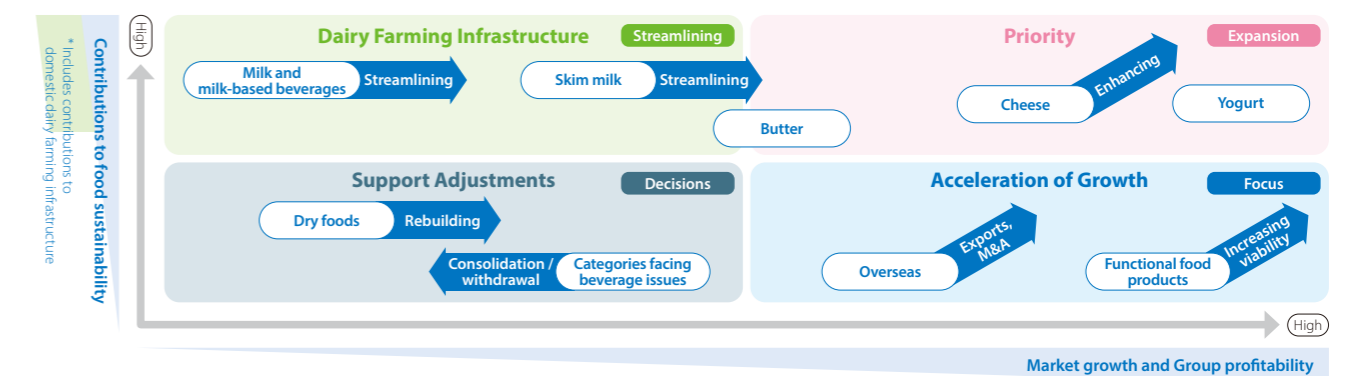 High
Contributions to food sustainability
* Includes contributions to
domestic dairy farming infrastructure
Dairy Farming Infrastructure
Streamlining
Milk and
milk-based beverages
Streamlining
Skim milk
Streamlining
Butter
Priority
Expansion
Cheese
Enhancing
Yogurt
Support Adjustments
Decisions
Dry foods
Rebuilding
Consolidation /
withdrawal
Categories facing
beverage issues
Acceleration of Growth
Focus
Overseas
Exports,
M&A
Functional food
products
Increasing
viability
High
Market growth and Group profitability